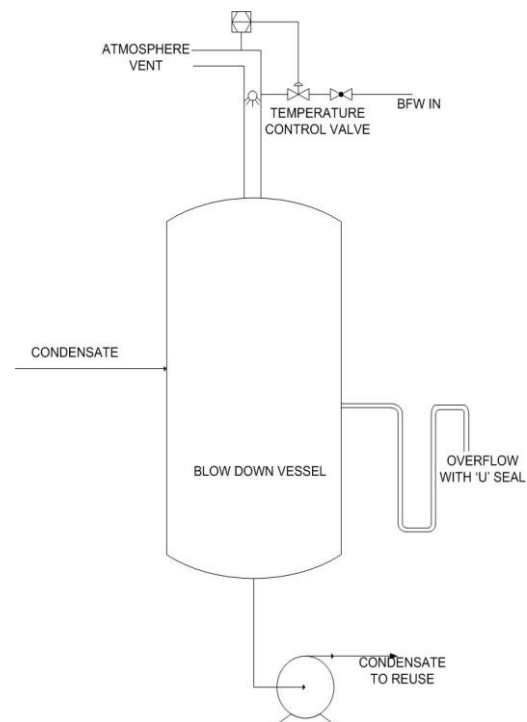 ATMOSPHERE
VENT
BFW IN
TEMPERATURE
CONTROL VALVE
CONDENSATE
BLOW DOWN VESSEL
OVERFLOW
WITH 'U' SEAL
CONDENSATE
TO REUSE